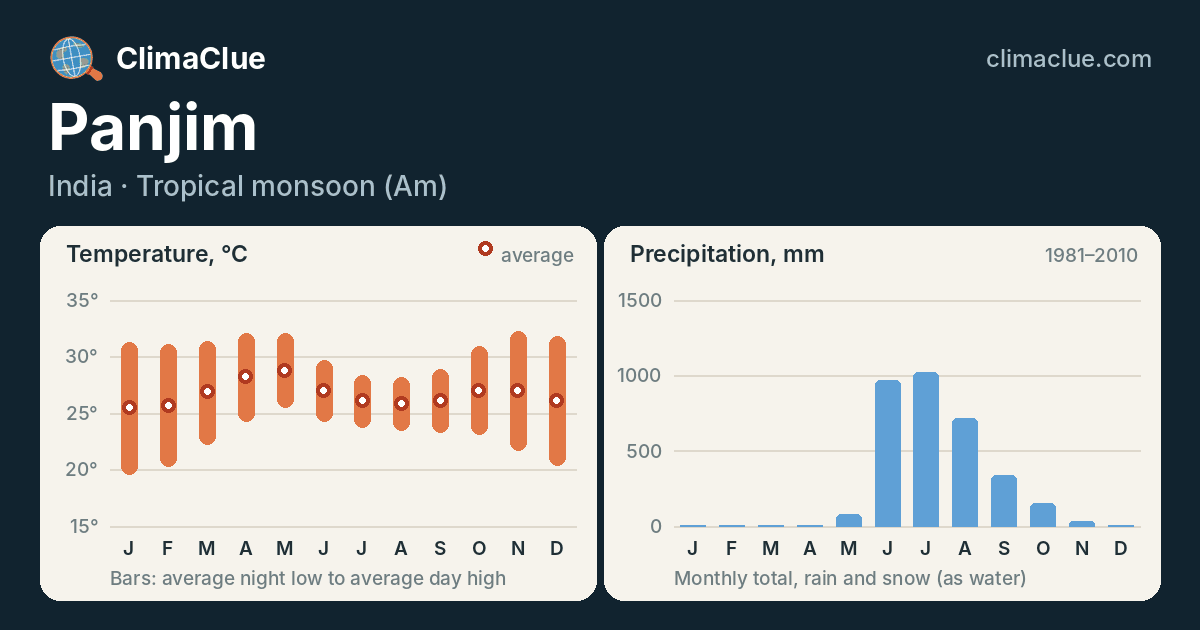 ClimaClue
climaclue.com
Panjim
India · Tropical monsoon (Am)
Temperature, °C
average
35°
30°
25°
20°
15°
J F M A M J J A S O N D
Bars: average night low to average day high
Precipitation, mm
1981–2010
1500
1000
500
0
J F M A M J J A S O N D
Monthly total, rain and snow (as water)